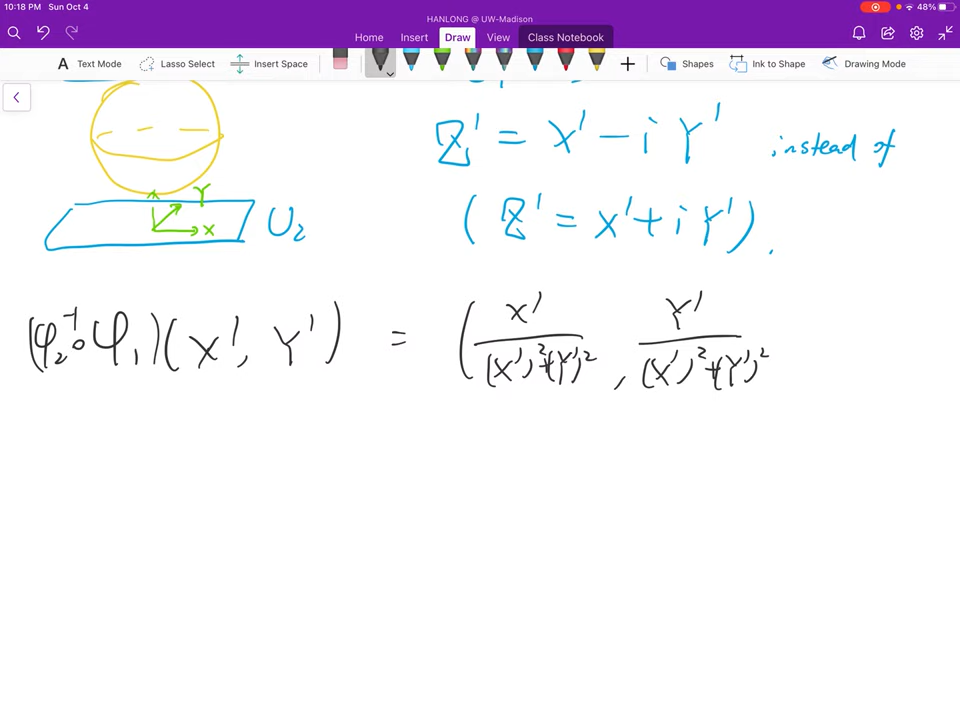 10:18 PM Sun Oct 4
48%
HANLONG @ UW-Madison
Home Insert Draw View Class Notebook
A Text Mode Lasso Select Insert Space Shapes Ink to Shape Drawing Mode
Z' = X' - i Y' instead of
(Z' = X' + i Y').
X Y X U₂
(φ₂⁻¹∘φ₁)(X', Y') = (X'/((X')²+(Y')²), Y'/((X')²+(Y')²)